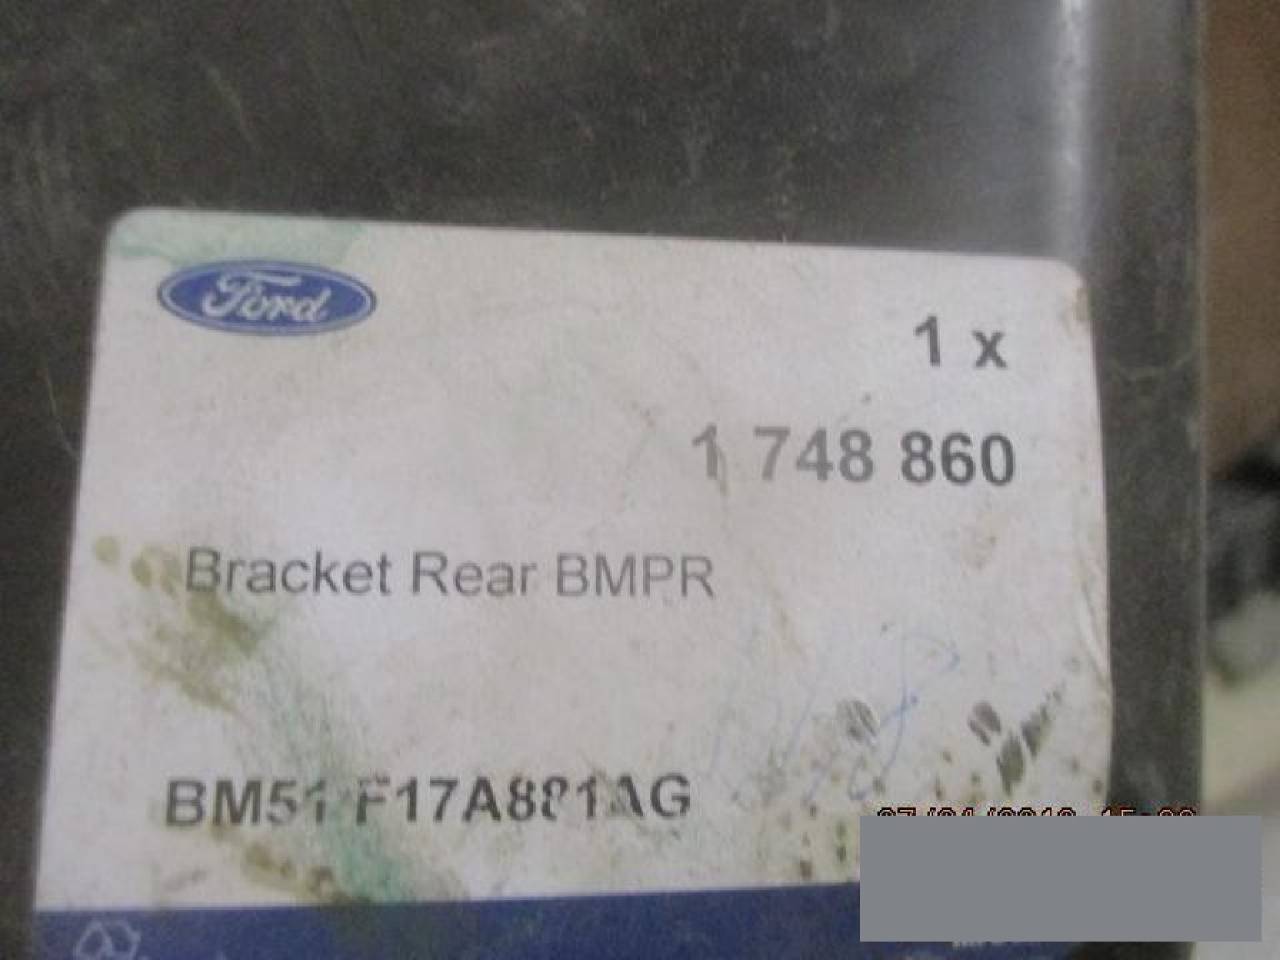 Ford
1 x
1 748 860
Bracket Rear BMPR
BM51 F17A881AG